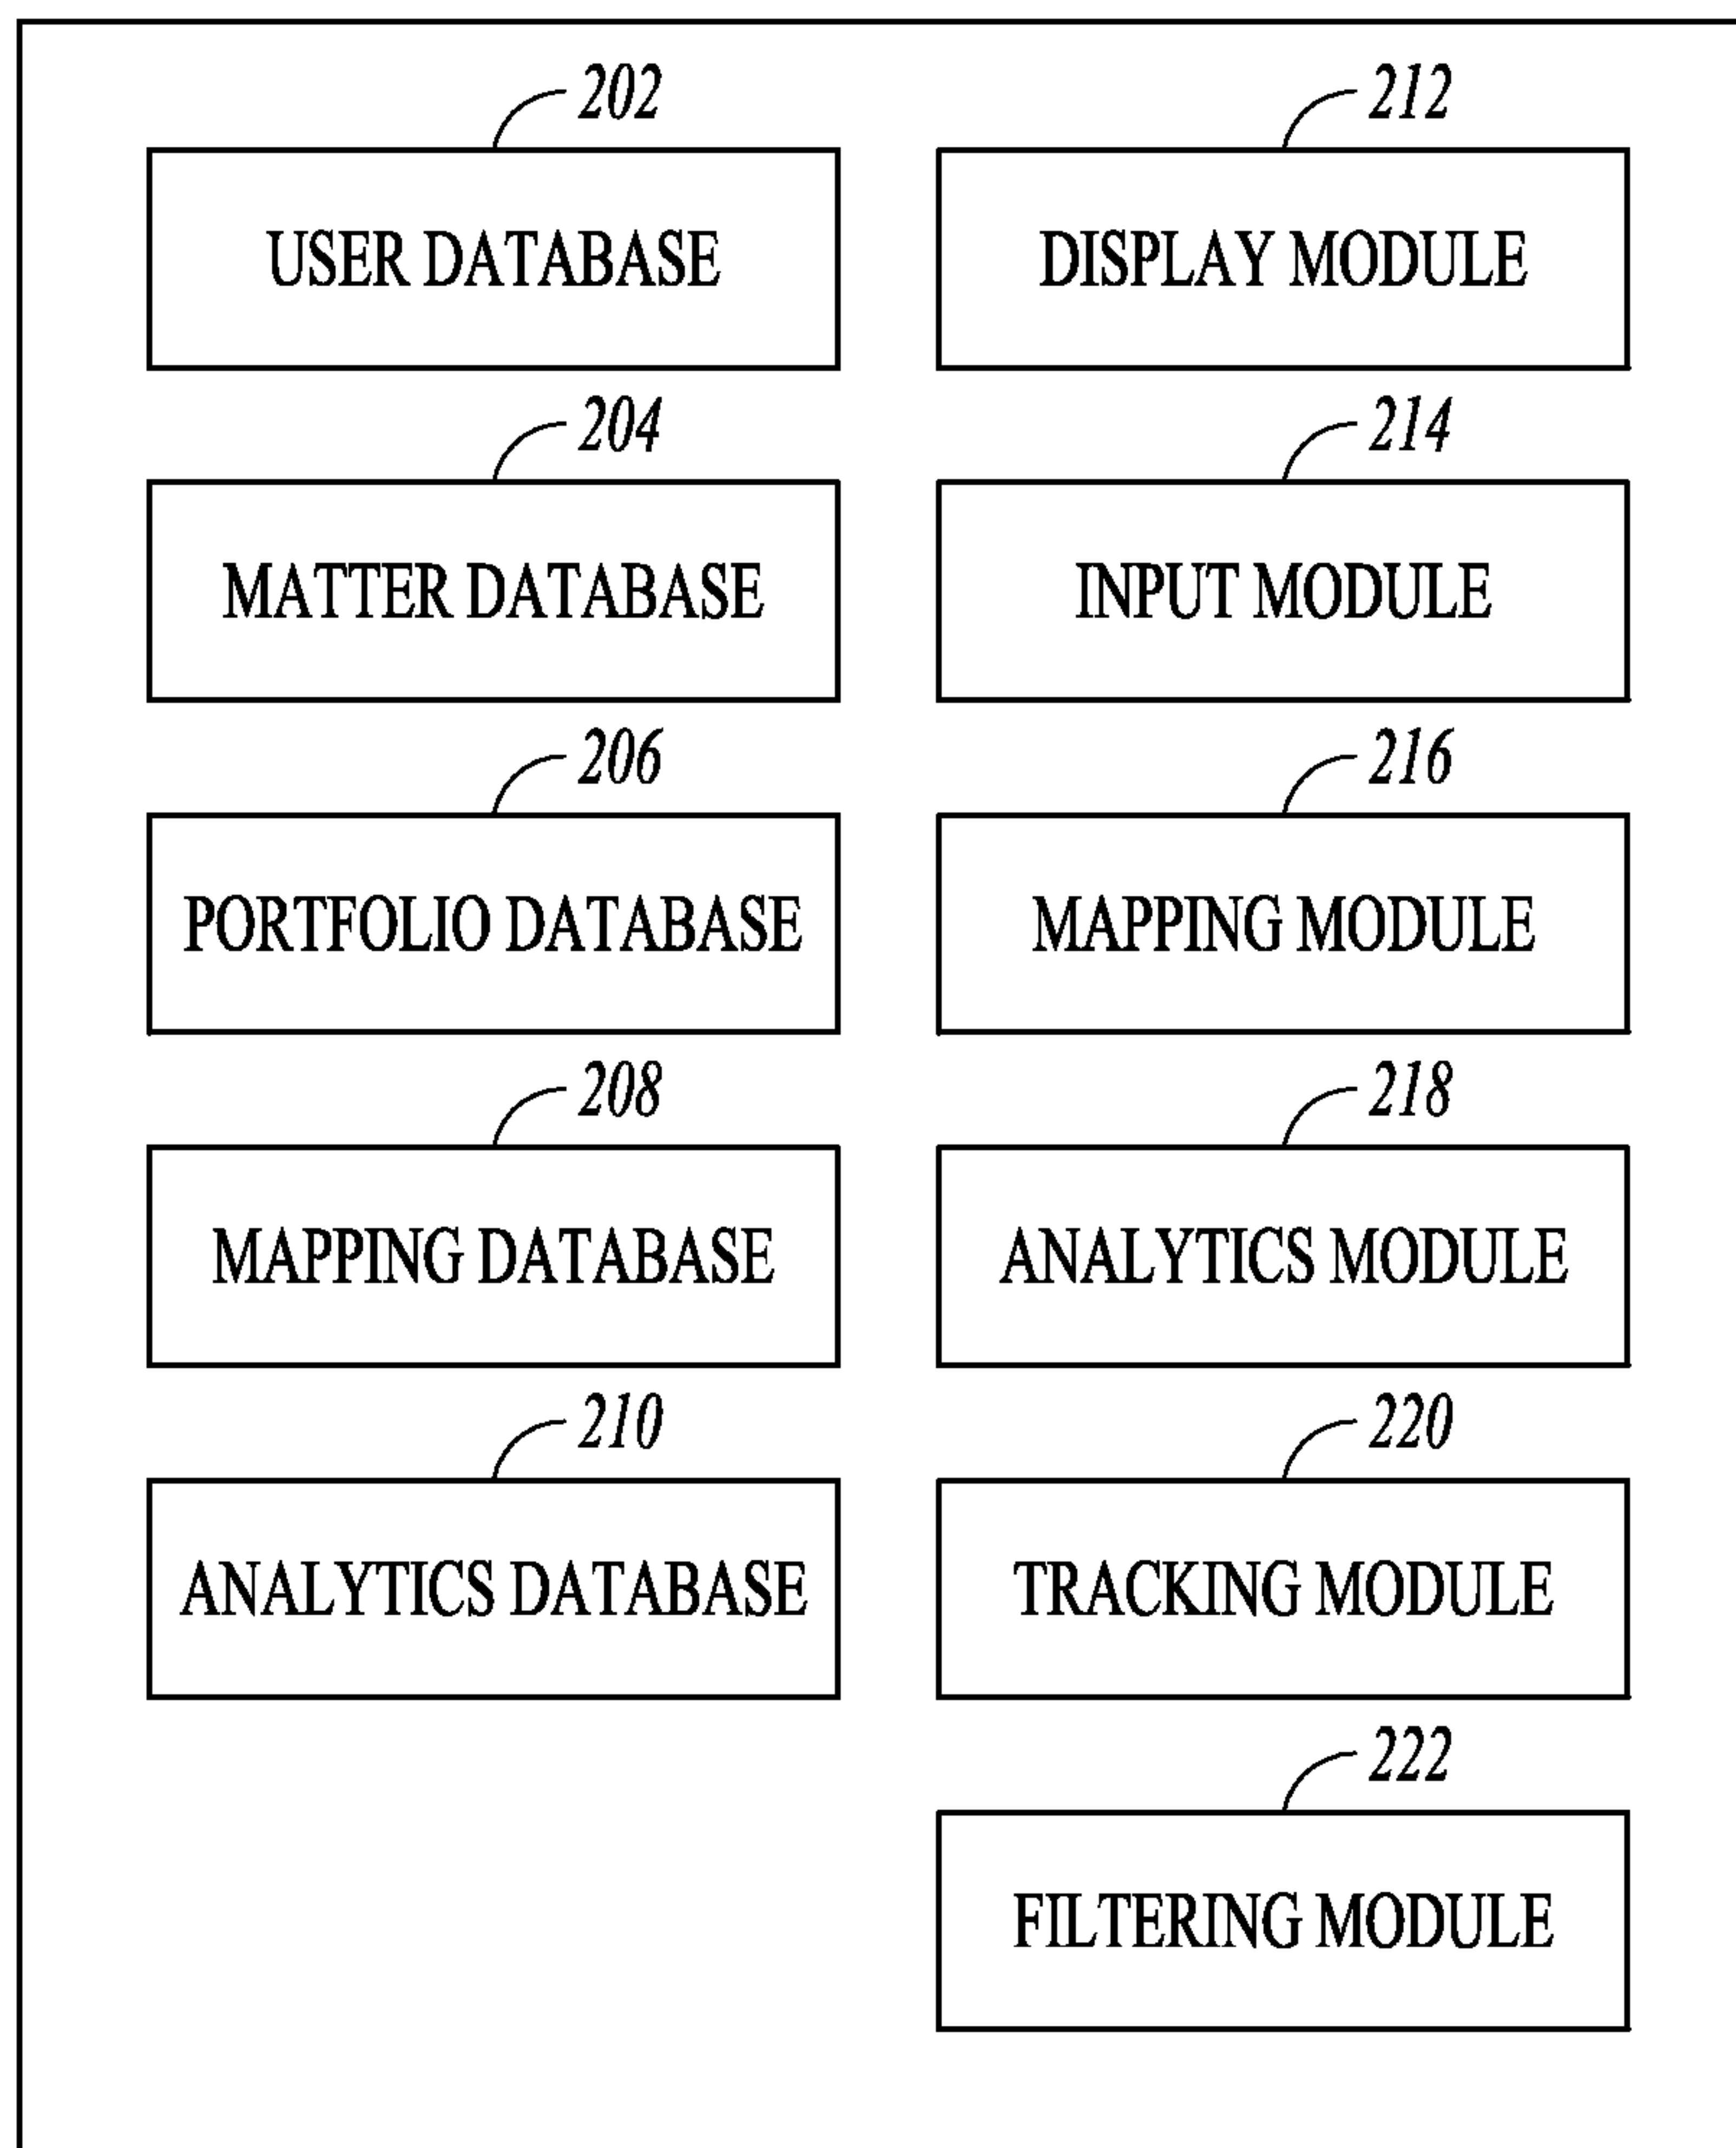 202
USER DATABASE
212
DISPLAY MODULE
204
MATTER DATABASE
214
INPUT MODULE
206
PORTFOLIO DATABASE
216
MAPPING MODULE
208
MAPPING DATABASE
218
ANALYTICS MODULE
210
ANALYTICS DATABASE
220
TRACKING MODULE
222
FILTERING MODULE